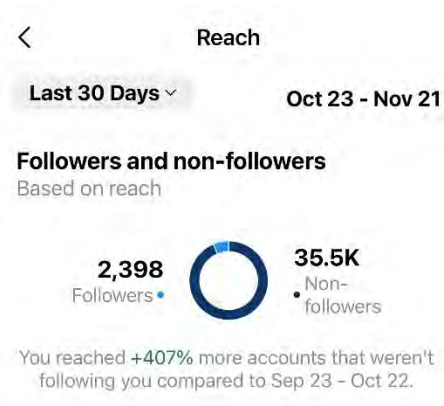 Reach
Last 30 Days
Oct 23 - Nov 21
Followers and non-followers
Based on reach
2,398
Followers
35.5K
Non-
followers
You reached +407% more accounts that weren't
following you compared to Sep 23 - Oct 22.